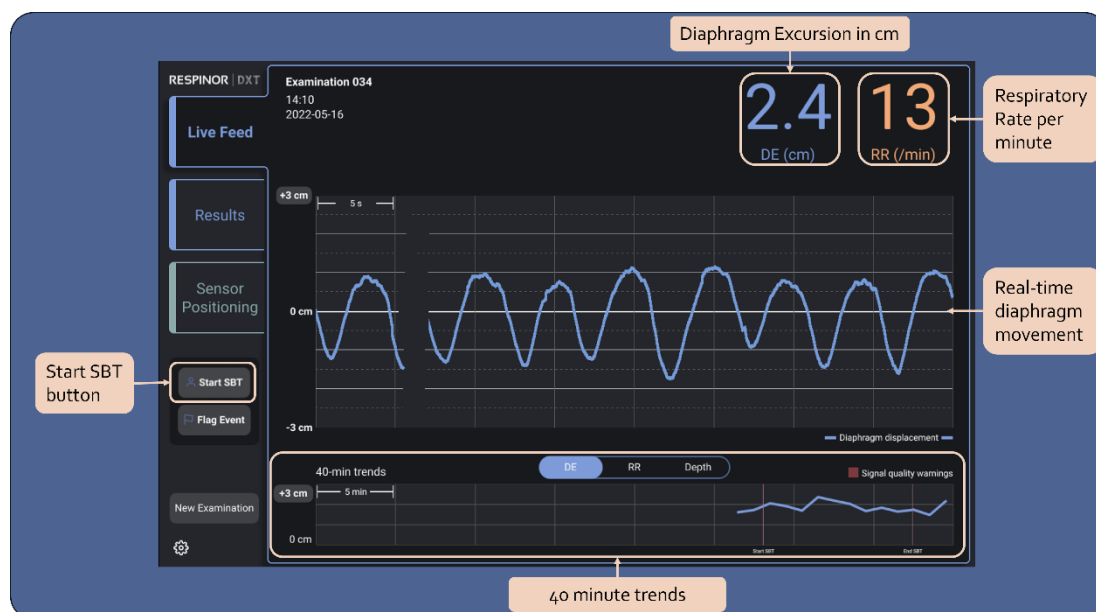 Diaphragm Excursion in cm
RESPINOR | DXT
Examination 034
14:10
2022-05-16
2.4
DE (cm)
13
RR (/min)
Respiratory
Rate per
minute
Live Feed
Results
Sensor
Positioning
+3 cm
5 s
0 cm
-3 cm
Diaphragm displacement
Real-time
diaphragm
movement
Start SBT
button
Start SBT
Flag Event
New Examination
40-min trends
DE
RR
Depth
Signal quality warnings
+3 cm
5 min
0 cm
Start SBT
End SBT
40 minute trends